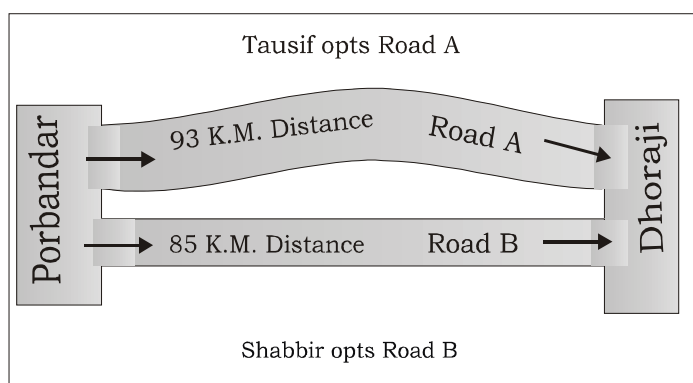 Tausif opts Road A
Porbandar
93 K.M. Distance
Road A
Dhoraji
85 K.M. Distance
Road B
Shabbir opts Road B